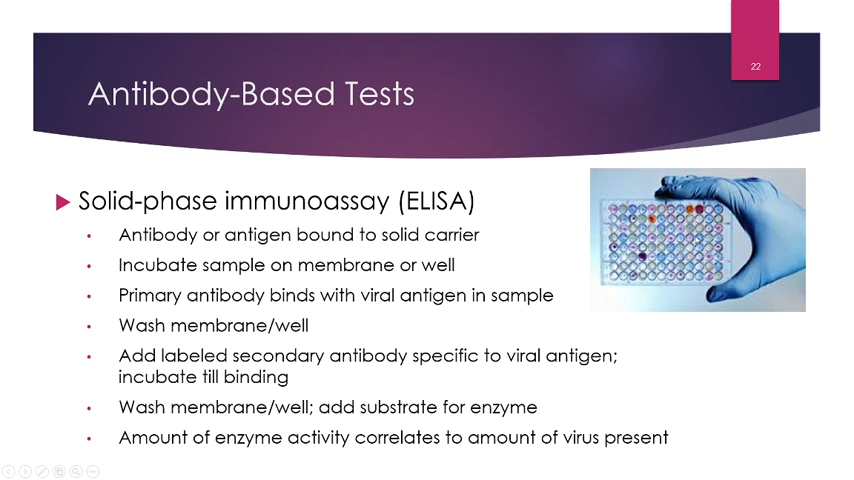 22
Antibody-Based Tests
Solid-phase immunoassay (ELISA)
Antibody or antigen bound to solid carrier
Incubate sample on membrane or well
Primary antibody binds with viral antigen in sample
Wash membrane/well
Add labeled secondary antibody specific to viral antigen;
incubate till binding
Wash membrane/well; add substrate for enzyme
Amount of enzyme activity correlates to amount of virus present